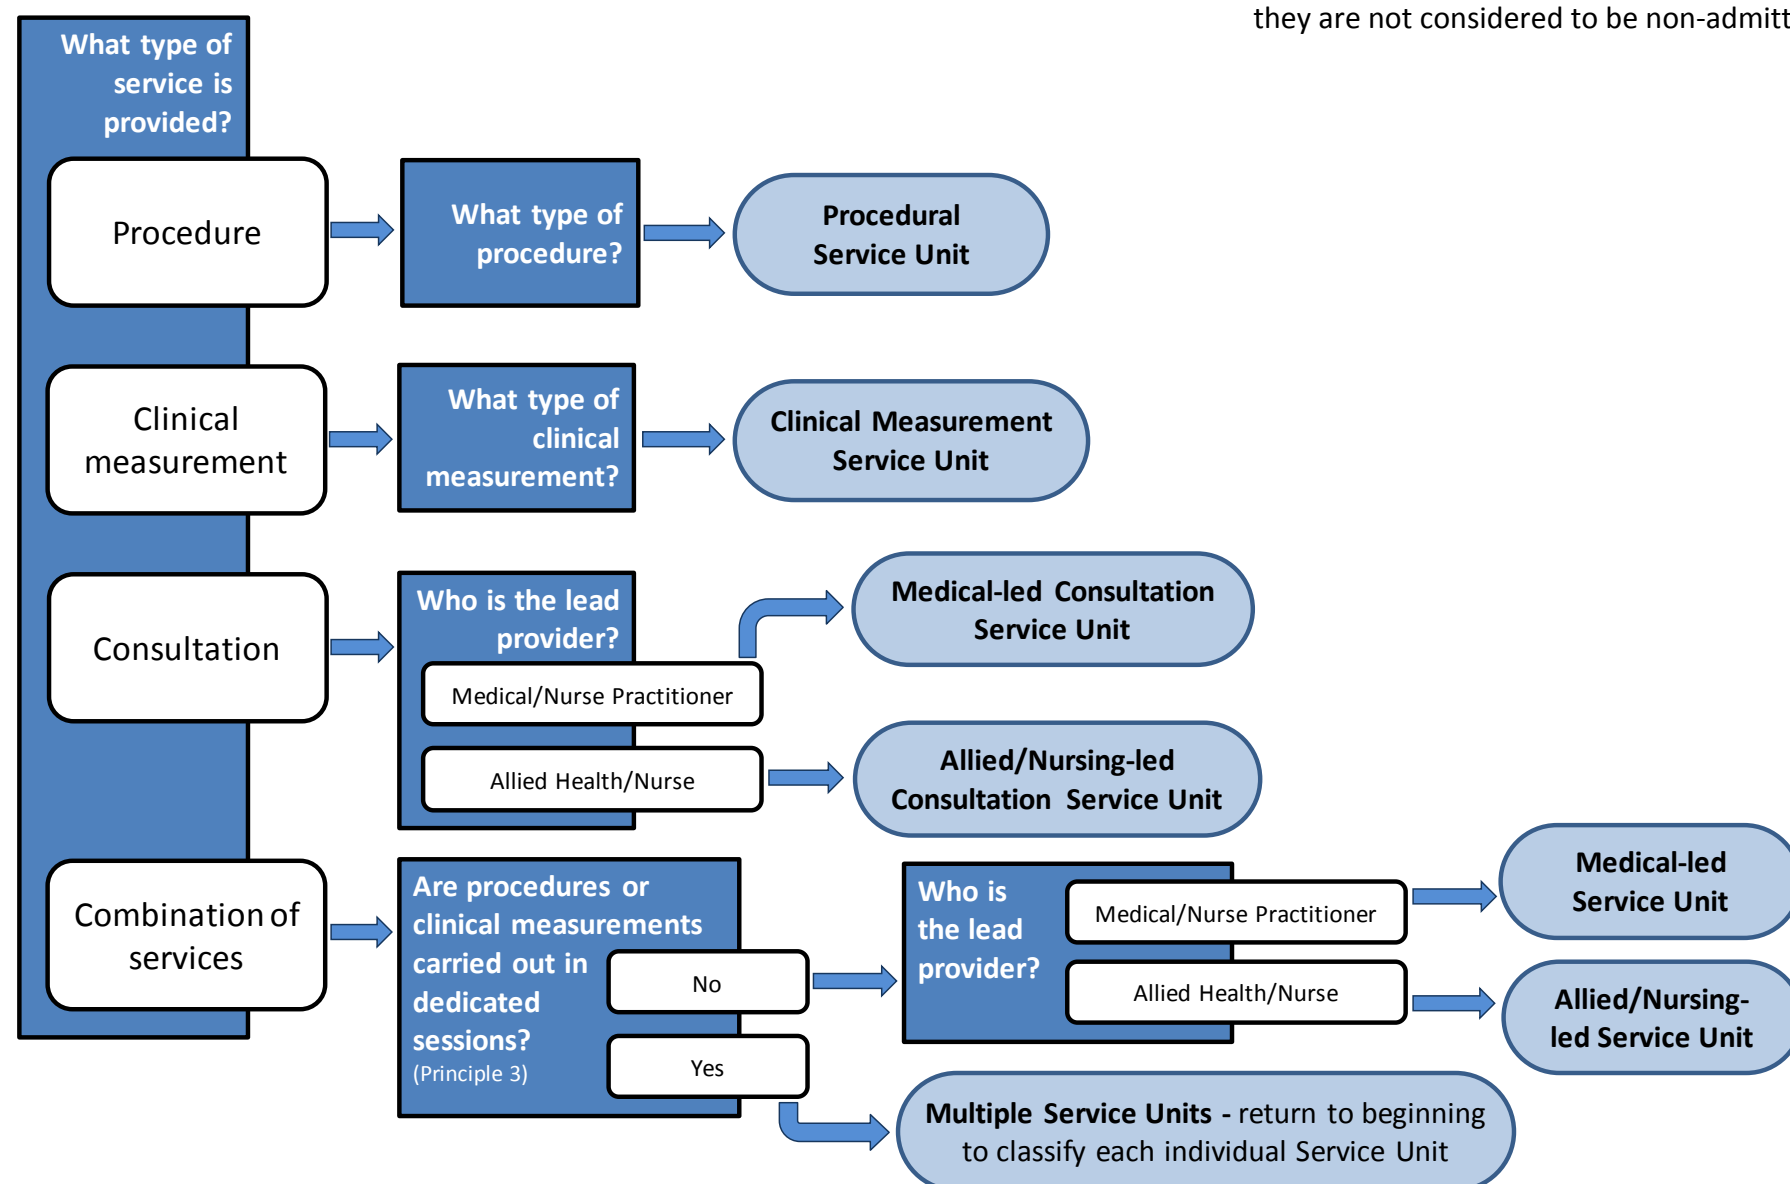 they are not considered to be non-admitt
What type of
service is
provided?
Procedure
What type of
procedure?
Procedural
Service Unit
Clinical
measurement
What type of
clinical
measurement?
Clinical Measurement
Service Unit
Consultation
Who is the lead
provider?
Medical/Nurse Practitioner
Allied Health/Nurse
Medical-led Consultation
Service Unit
Allied/Nursing-led
Consultation Service Unit
Combination of
services
Are procedures or
clinical measurements
carried out in
dedicated
sessions?
(Principle 3)
No
Yes
Who is
the lead
provider?
Medical/Nurse Practitioner
Allied Health/Nurse
Medical-led
Service Unit
Allied/Nursing-
led Service Unit
Multiple Service Units - return to beginning
to classify each individual Service Unit